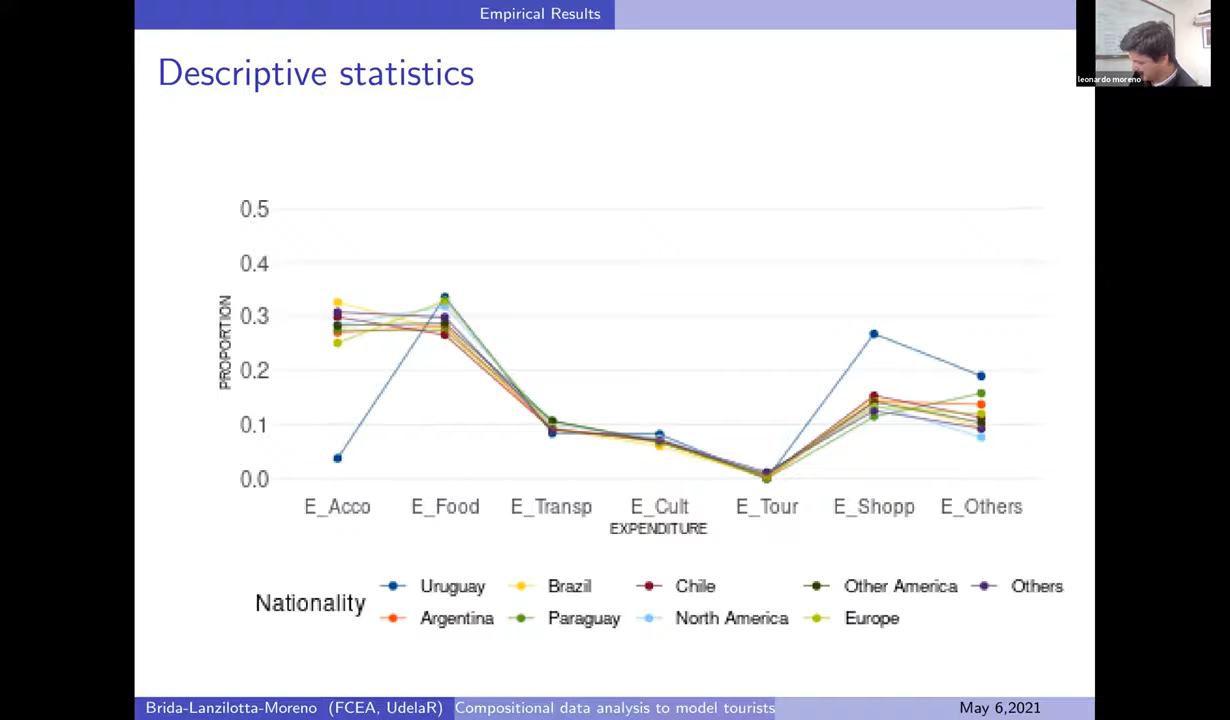 Empirical Results
Descriptive statistics
leonardo moreno
0.5
0.4
0.3
0.2
0.1
0.0
PROPORTION
E_Acco E_Food E_Transp E_Cult E_Tour E_Shopp E_Others
EXPENDITURE
Nationality
Uruguay Brazil Chile Other America Others
Argentina Paraguay North America Europe
Brida-Lanzilotta-Moreno (FCEA, UdelaR) Compositional data analysis to model tourists May 6,2021